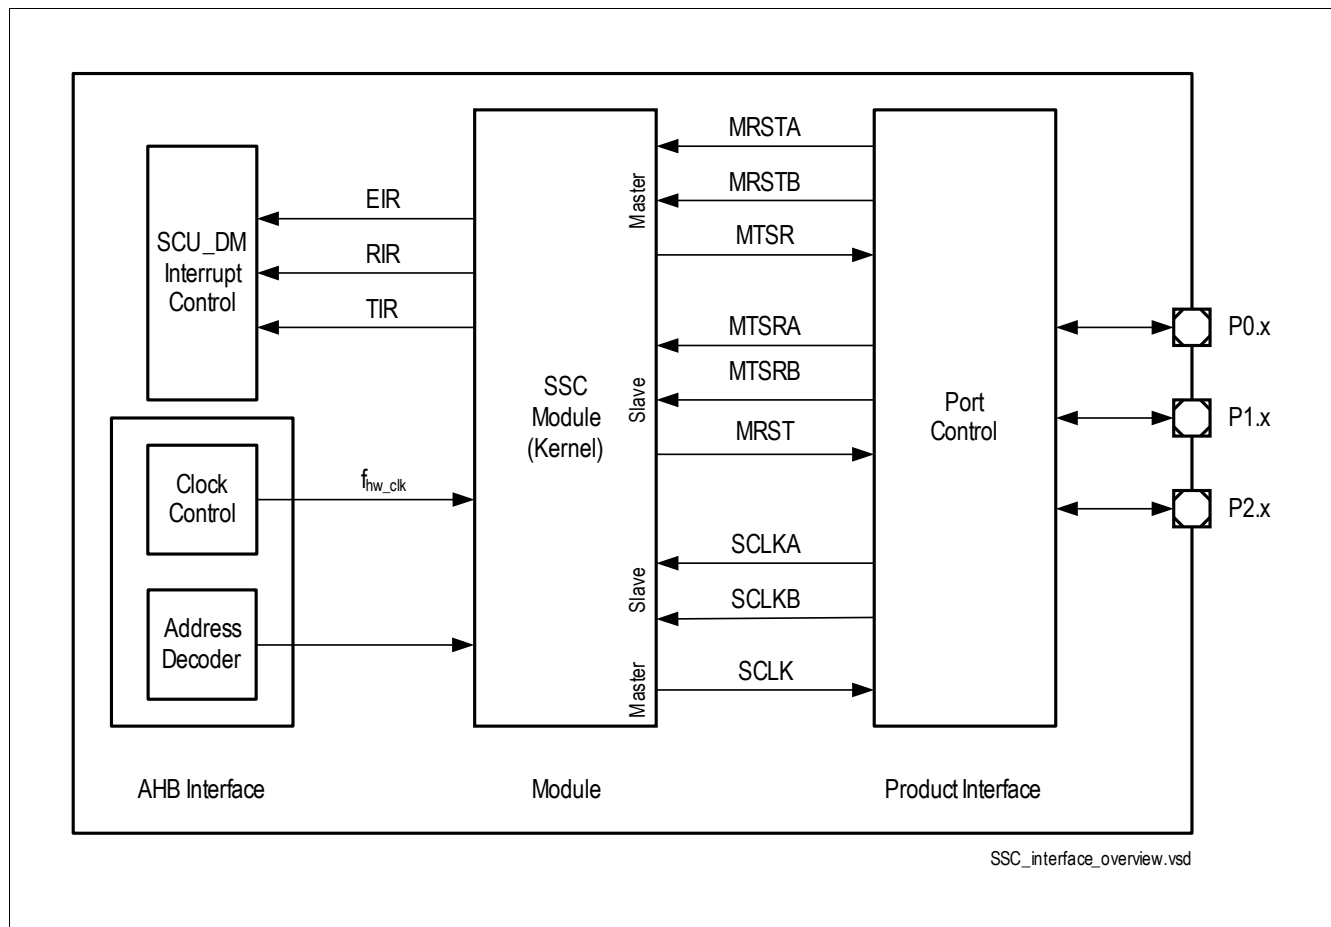 MRSTA
MRSTB
MTSR
Master
EIR
RIR
TIR
SCU_DM
Interrupt
Control
MTSRA
MTSRB
MRST
Slave
SSC
Module
(Kernel)
Port
Control
P0.x
P1.x
P2.x
Clock
Control
fhw_clk
SCLKA
SCLKB
Slave
SCLK
Master
Address
Decoder
AHB Interface
Module
Product Interface
SSC_interface_overview.vsd